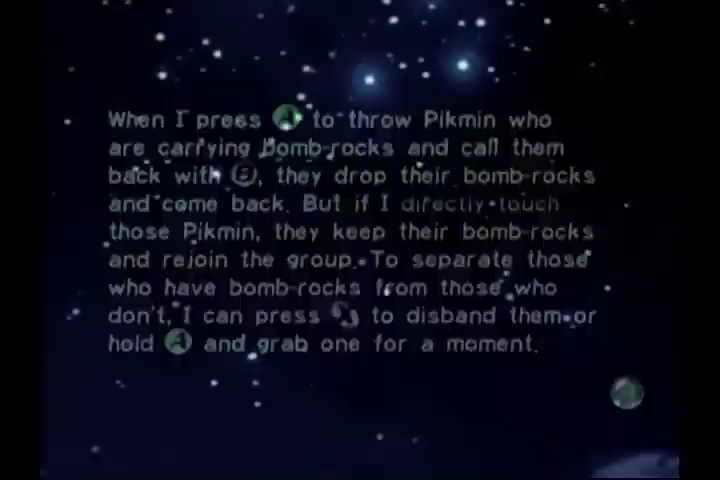 When I press A to throw Pikmin who
are carrying bomb-rocks and call them
back with B, they drop their bomb-rocks
and come back. But if I directly touch
those Pikmin, they keep their bomb-rocks
and rejoin the group. To separate those
who have bomb-rocks from those who
don't, I can press to disband them or
hold A and grab one for a moment.
A